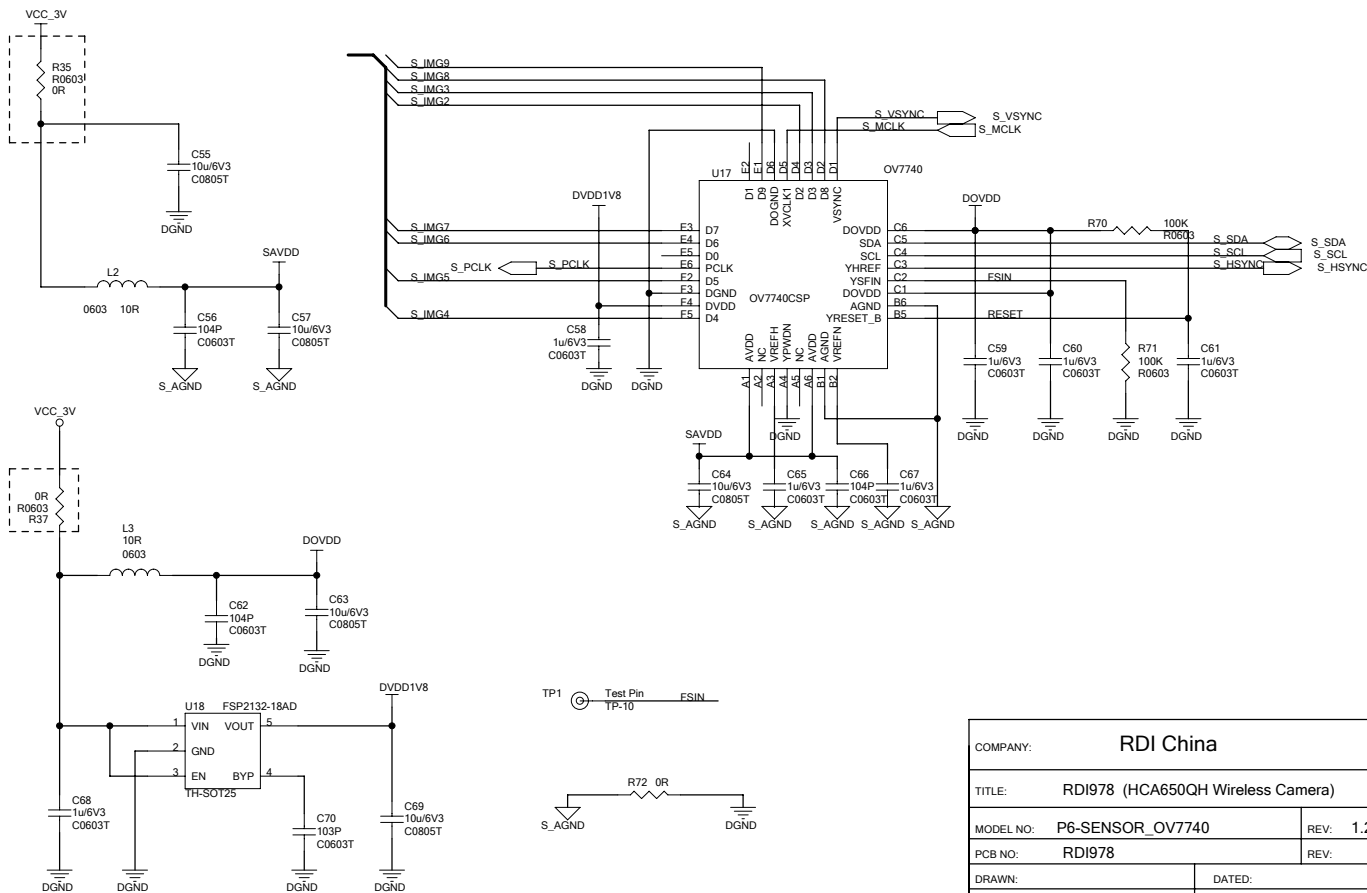 VCC_3V
R35
R0603
0R
C55
10u/6V3
C0805T
DGND
L2
0603 10R
SAVDD
C56
104P
C0603T
C57
10u/6V3
C0805T
S_AGND
S_AGND
VCC_3V
0R
R0603
R37
L3
10R
0603
DOVDD
C62
104P
C0603T
C63
10u/6V3
C0805T
DGND
DGND
U18 FSP2132-18AD
1 VIN VOUT 5
2 GND
3 EN BYP 4
TH-SOT25
DVDD1V8
C68
1u/6V3
C0603T
C70
103P
C0603T
C69
10u/6V3
C0805T
DGND
DGND
DGND
DGND
S_IMG9
S_IMG8
S_IMG3
S_IMG2
S_VSYNC S_VSYNC
S_MCLK S_MCLK
U17 OV7740
E2 E1 D6 D5 D4 D3 D2 D1
D1 D9 DOGND XVCLK1 D2 D3 D8 VSYNC
DVDD1V8
S_IMG7 E3 D7
S_IMG6 E4 D6
E5 D0
S_PCLK S_PCLK E6 PCLK
S_IMG5 F2 D5
F3 DGND
F4 DVDD
S_IMG4 F5 D4
OV7740CSP
DOVDD C6
SDA C5
SCL C4
YHREF C3
YSFIN C2
DOVDD C1
AGND B6
YRESET_B B5
DOVDD
R70 100K
R0603
S_SDA S_SDA
S_SCL S_SCL
S_HSYNC S_HSYNC
FSIN
RESET
C58
1u/6V3
C0603T
DGND
DGND
AVDD NC VREFH YPWDN NC AVDD AGND VREFN
A1 A2 A3 A4 A5 A6 B1 B2
C59
1u/6V3
C0603T
C60
1u/6V3
C0603T
R71
100K
R0603
C61
1u/6V3
C0603T
DGND
DGND
DGND
DGND
SAVDD
DGND
C64
10u/6V3
C0805T
C65
1u/6V3
C0603T
C66
104P
C0603T
C67
1u/6V3
C0603T
S_AGND
S_AGND
S_AGND
S_AGND
S_AGND
TP1 Test Pin FSIN
TP-10
R72 0R
S_AGND
DGND
COMPANY: RDI China
TITLE: RDI978 (HCA650QH Wireless Camera)
MODEL NO: P6-SENSOR_OV7740 REV:
PCB NO: RDI978 REV:
DRAWN: DATED: